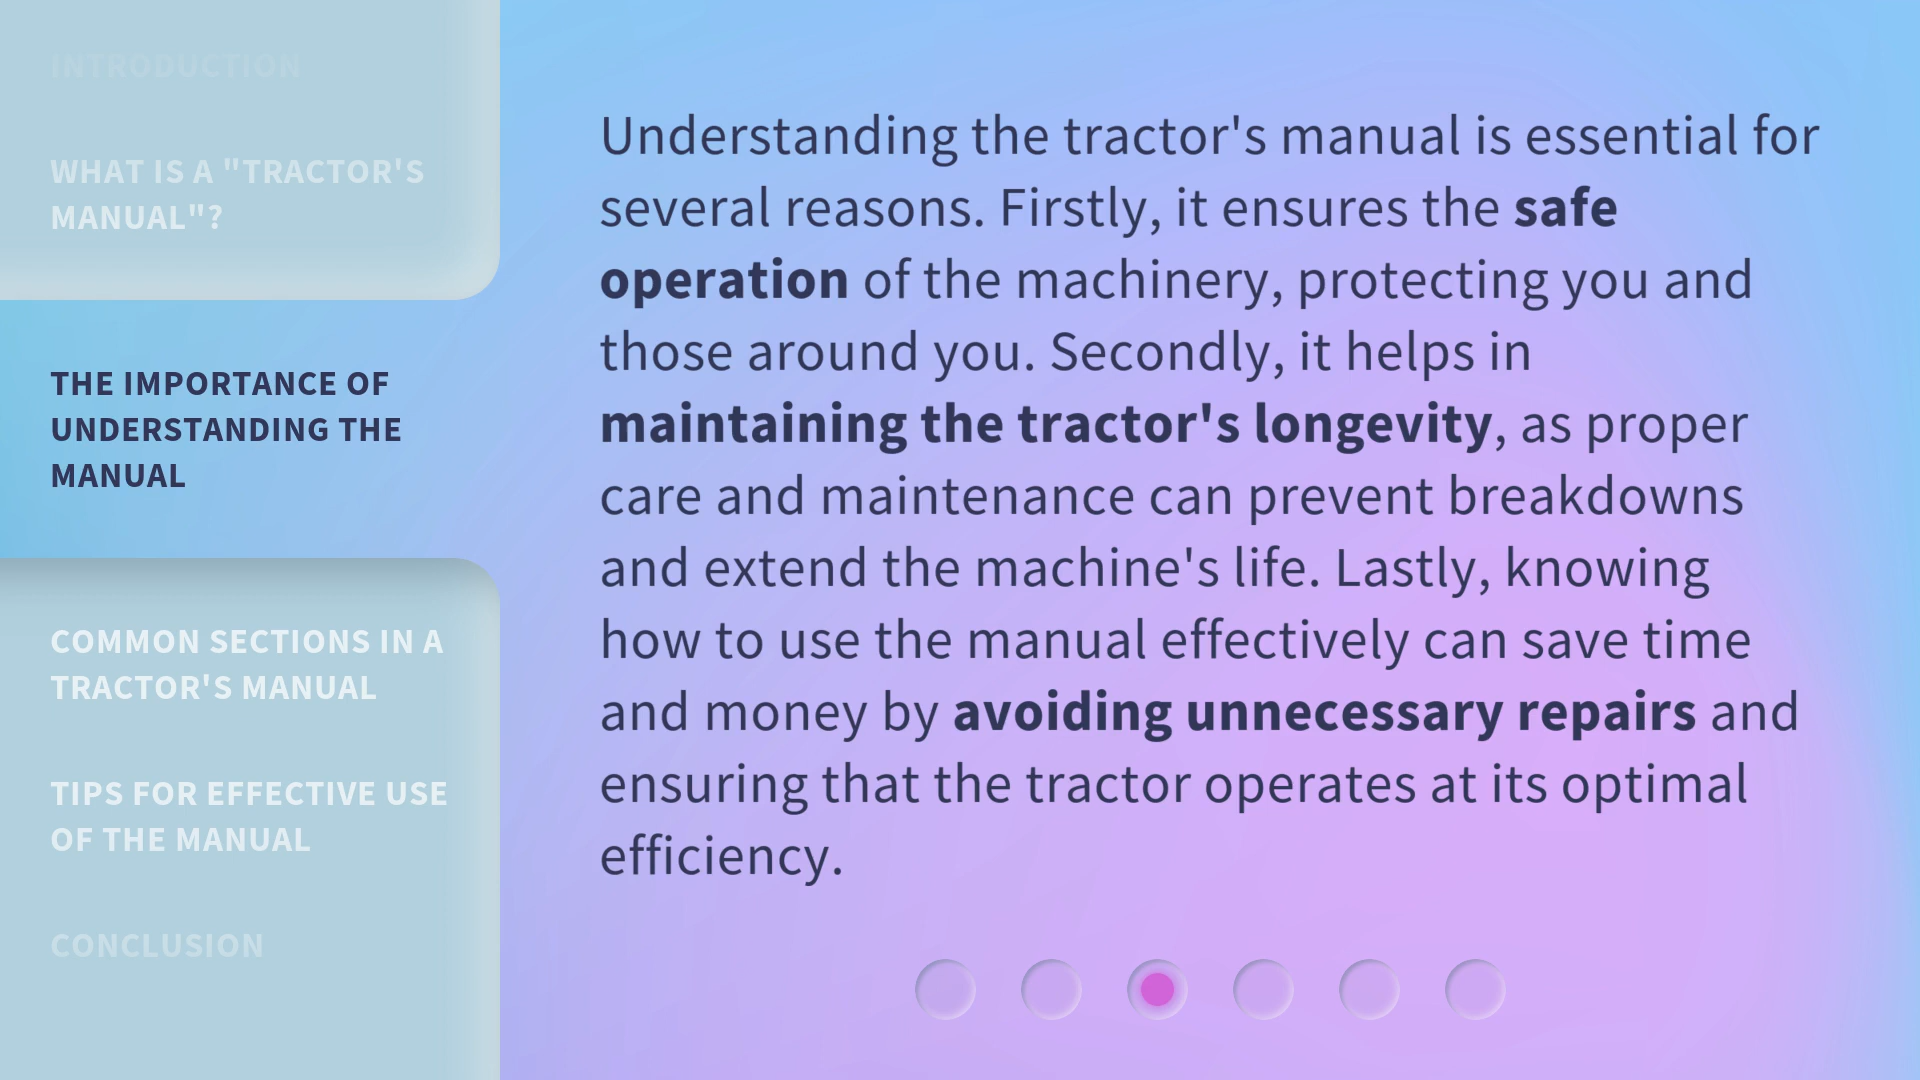 INTRODUCTION
WHAT IS A "TRACTOR'S
MANUAL"?
THE IMPORTANCE OF
UNDERSTANDING THE
MANUAL
COMMON SECTIONS IN A
TRACTOR'S MANUAL
TIPS FOR EFFECTIVE USE
OF THE MANUAL
CONCLUSION
Understanding the tractor's manual is essential for
several reasons. Firstly, it ensures the safe
operation of the machinery, protecting you and
those around you. Secondly, it helps in
maintaining the tractor's longevity, as proper
care and maintenance can prevent breakdowns
and extend the machine's life. Lastly, knowing
how to use the manual effectively can save time
and money by avoiding unnecessary repairs and
ensuring that the tractor operates at its optimal
efficiency.